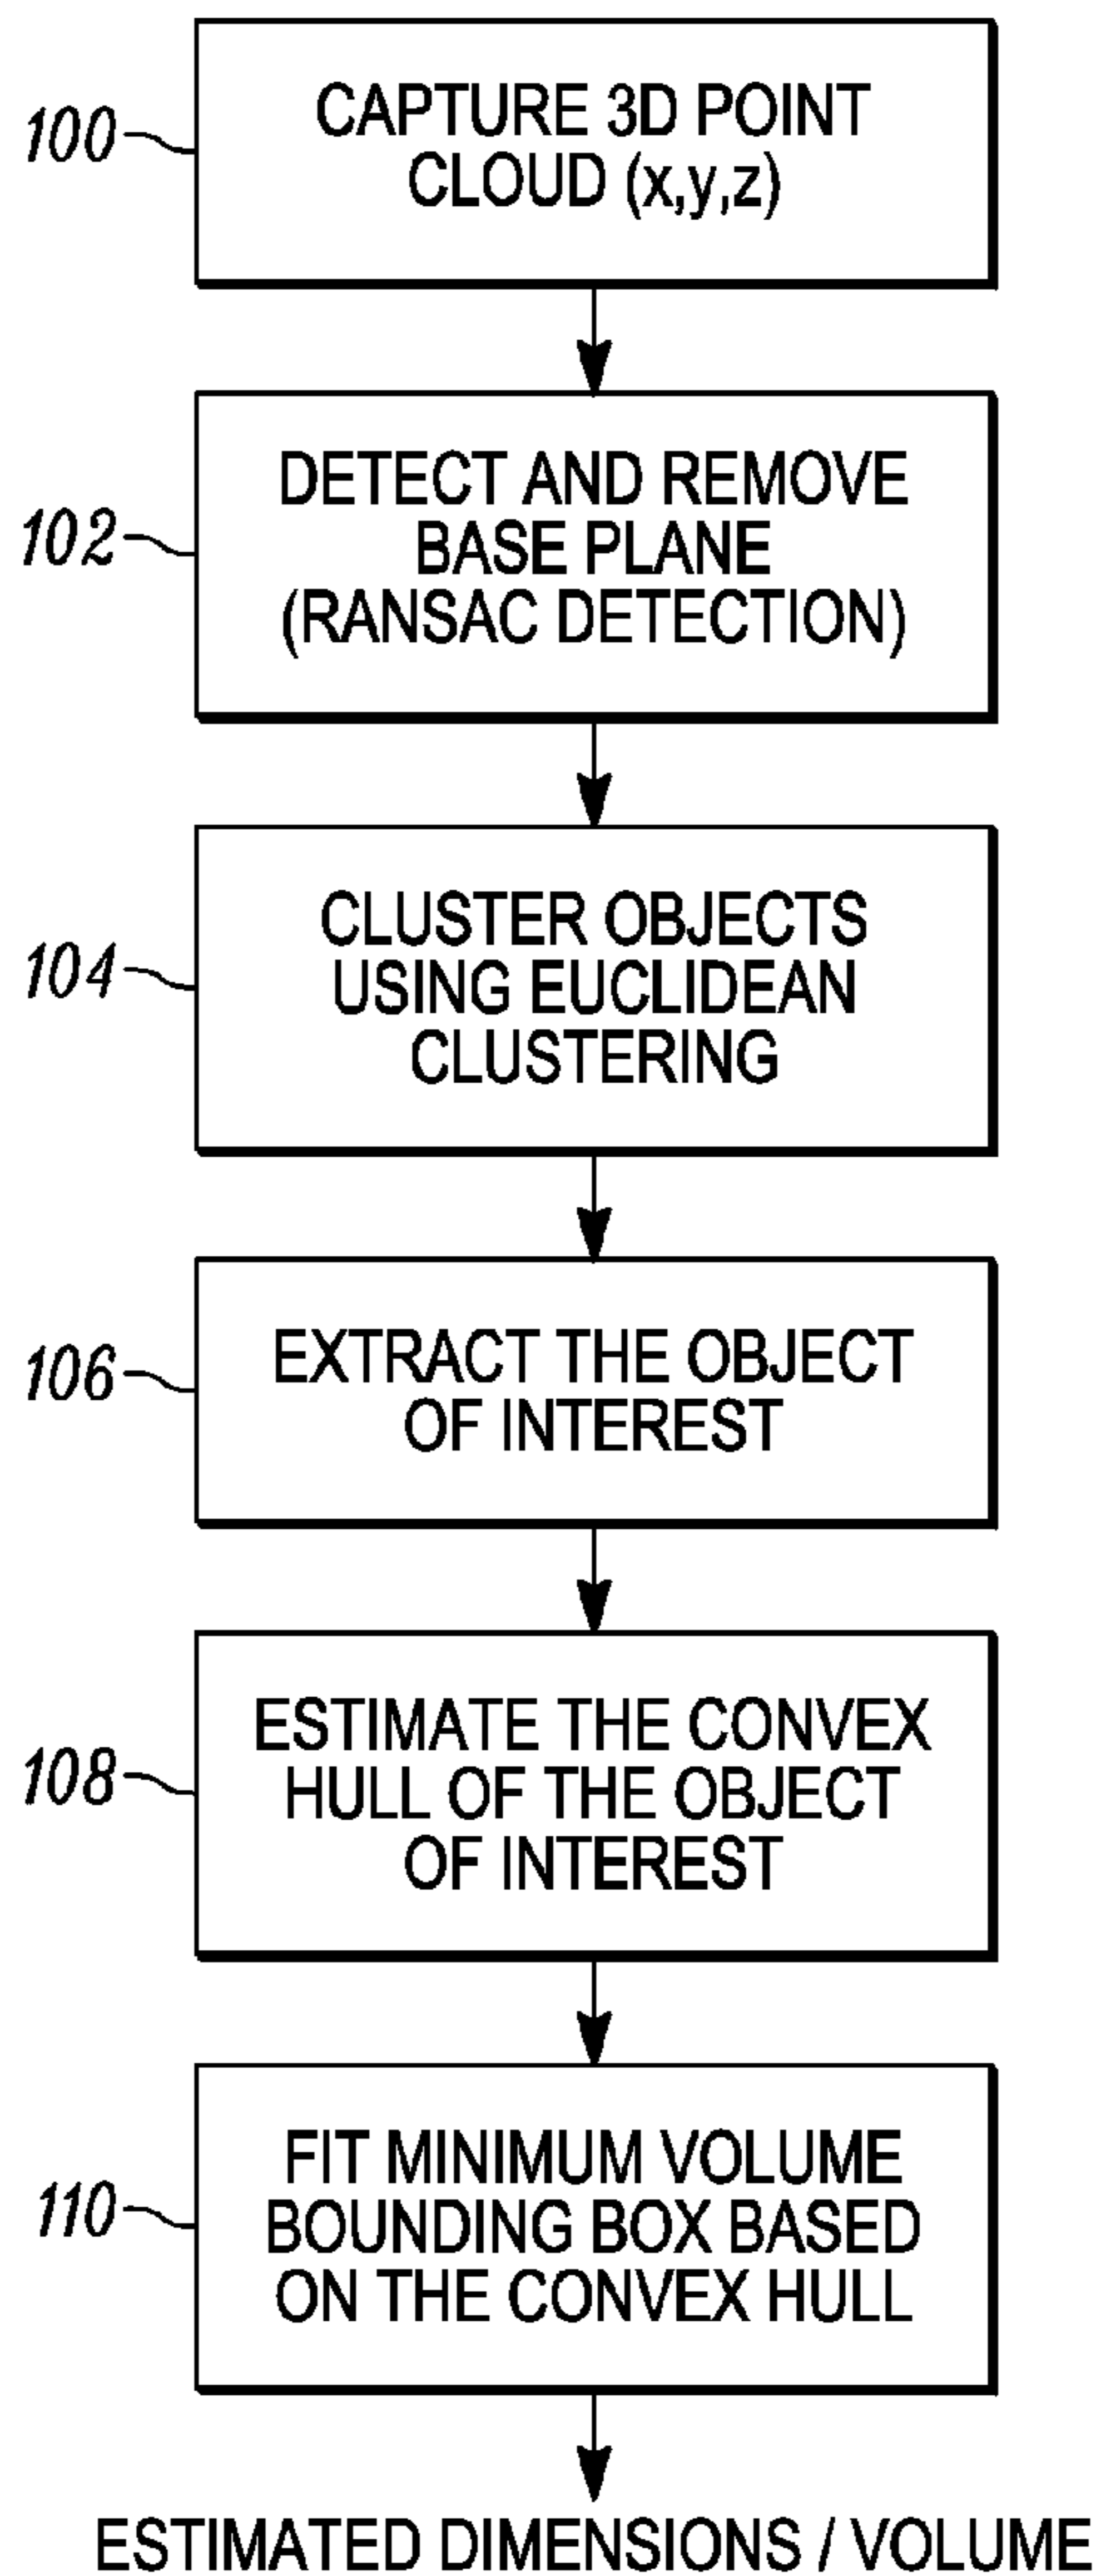 100
CAPTURE 3D POINT
CLOUD (x,y,z)
102
DETECT AND REMOVE
BASE PLANE
(RANSAC DETECTION)
104
CLUSTER OBJECTS
USING EUCLIDEAN
CLUSTERING
106
EXTRACT THE OBJECT
OF INTEREST
108
ESTIMATE THE CONVEX
HULL OF THE OBJECT
OF INTEREST
110
FIT MINIMUM VOLUME
BOUNDING BOX BASED
ON THE CONVEX HULL
ESTIMATED DIMENSIONS / VOLUME